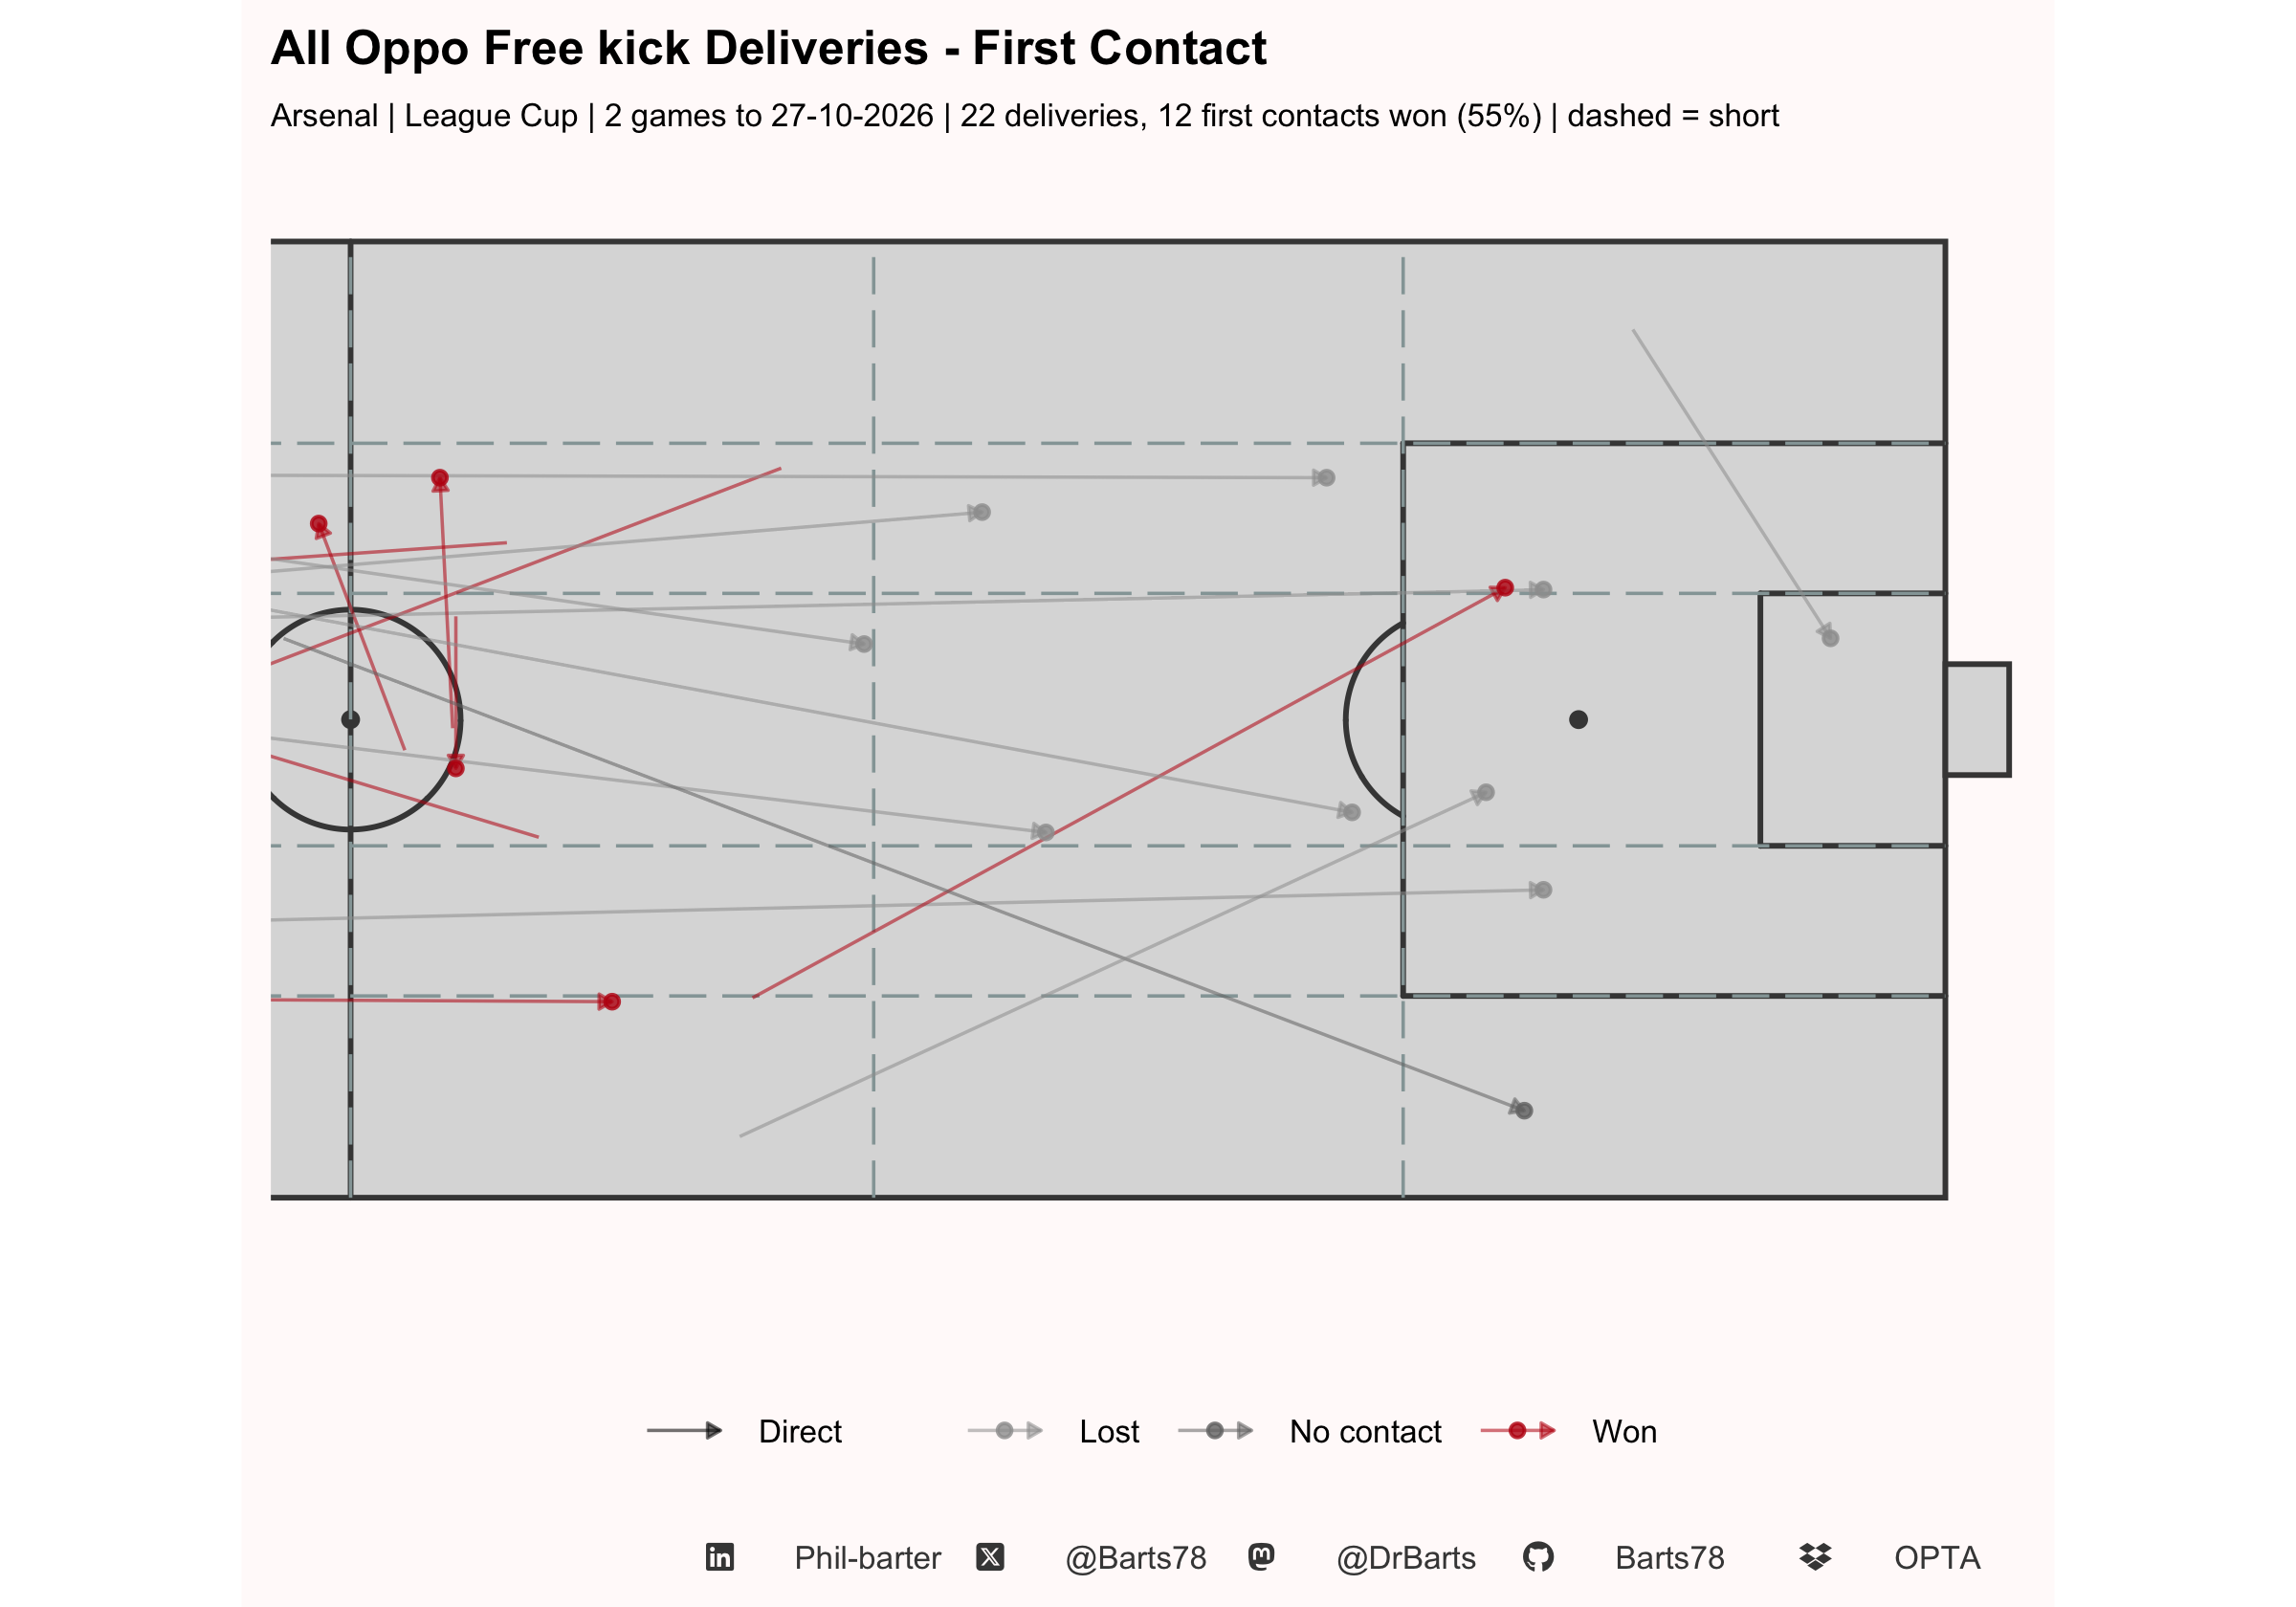 All Oppo Free kick Deliveries - First Contact
Arsenal | League Cup | 2 games to 27-10-2026 | 22 deliveries, 12 first contacts won (55%) | dashed = short
Direct Lost No contact Won
Phil-barter @Barts78 @DrBarts Barts78 OPTA